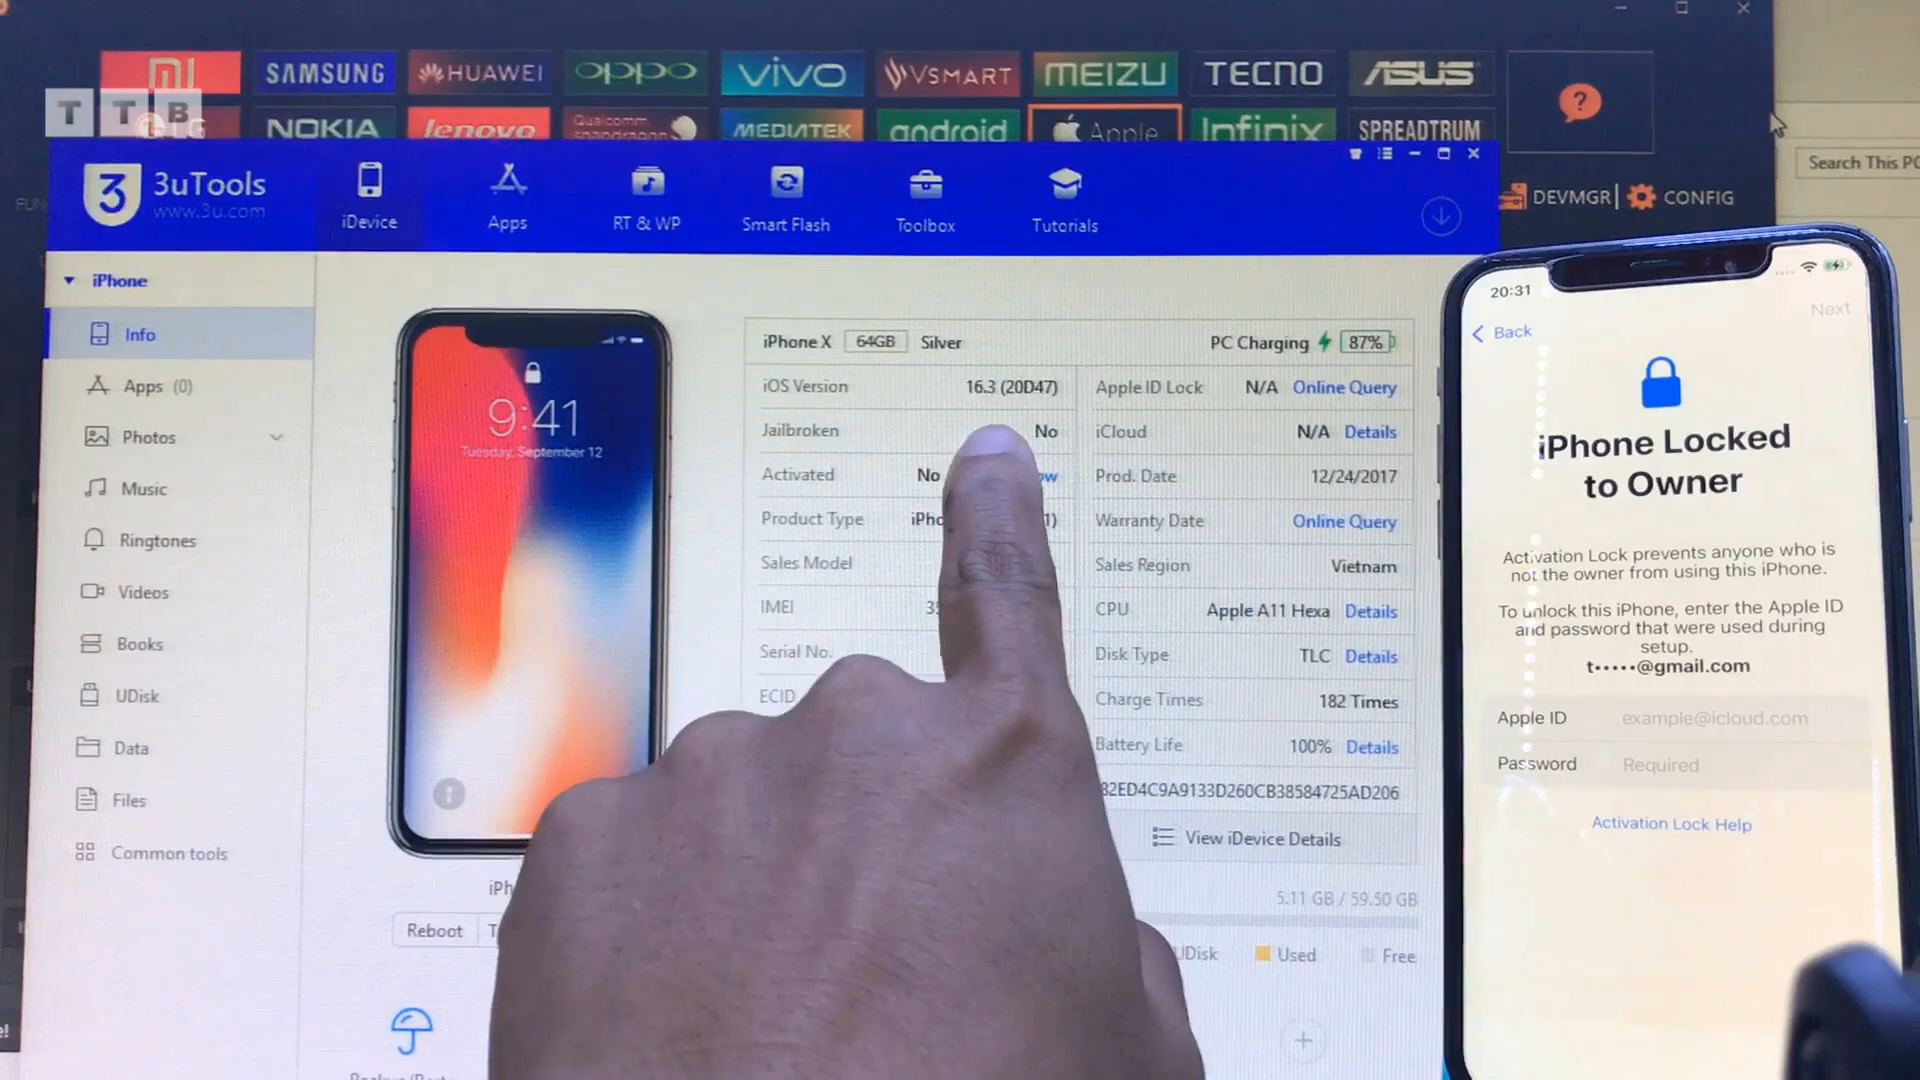 mi
SAMSUNG
HUAWEI
oppo
vivo
VSMART
MEIZU
TECNO
ASUS
?
T T B
LG
NOKIA
lenovo
Qualcomm
snapdragon
MEDIATEK
android
Apple
Infinix
SPREADTRUM
Search This PC
DEVMGR
CONFIG
3
3uTools
www.3u.com
iDevice
Apps
RT & WP
Smart Flash
Toolbox
Tutorials
iPhone
Info
Apps (0)
Photos
Music
Ringtones
Videos
Books
UDisk
Data
Files
Common tools
9:41
Tuesday, September 12
Reboot
iPhone X 64GB Silver
PC Charging 87%
iOS Version 16.3 (20D47)
Jailbroken No
Activated No
Product Type
Sales Model
IMEI
Serial No.
ECID
Apple ID Lock N/A Online Query
iCloud N/A Details
Prod. Date 12/24/2017
Warranty Date Online Query
Sales Region Vietnam
CPU Apple A11 Hexa Details
Disk Type TLC Details
Charge Times 182 Times
Battery Life 100% Details
82ED4C9A9133D260CB38584725AD206
View iDevice Details
5.11 GB / 59.50 GB
UDisk Used Free
20:31
Back
Next
iPhone Locked
to Owner
Activation Lock prevents anyone who is
not the owner from using this iPhone.
To unlock this iPhone, enter the Apple ID
and password that were used during
setup.
t•••••@gmail.com
Apple ID example@icloud.com
Password Required
Activation Lock Help